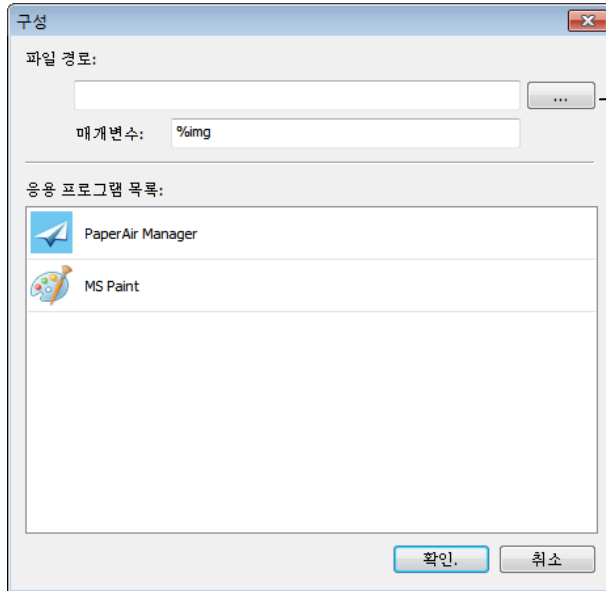 구성
파일 경로:
...
매개변수: %img
응용 프로그램 목록:
PaperAir Manager
MS Paint
확인. 취소